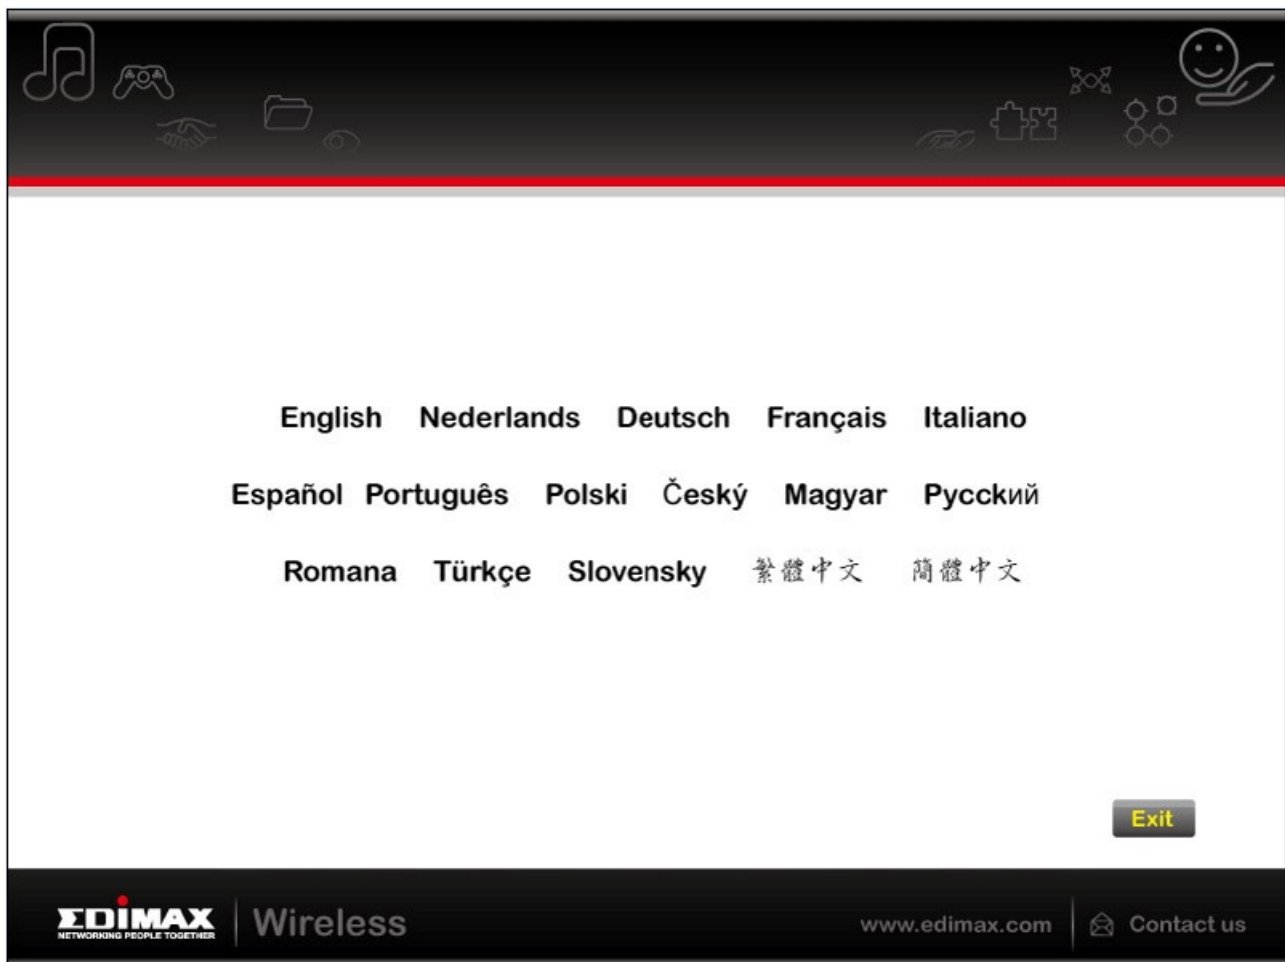 English Nederlands Deutsch Français Italiano
Español Português Polski Český Magyar Pycckий
Romana Türkçe Slovensky 繁體中文 簡體中文
Exit
EDIMAX Wireless www.edimax.com Contact us
NETWORKING PEOPLE TOGETHER